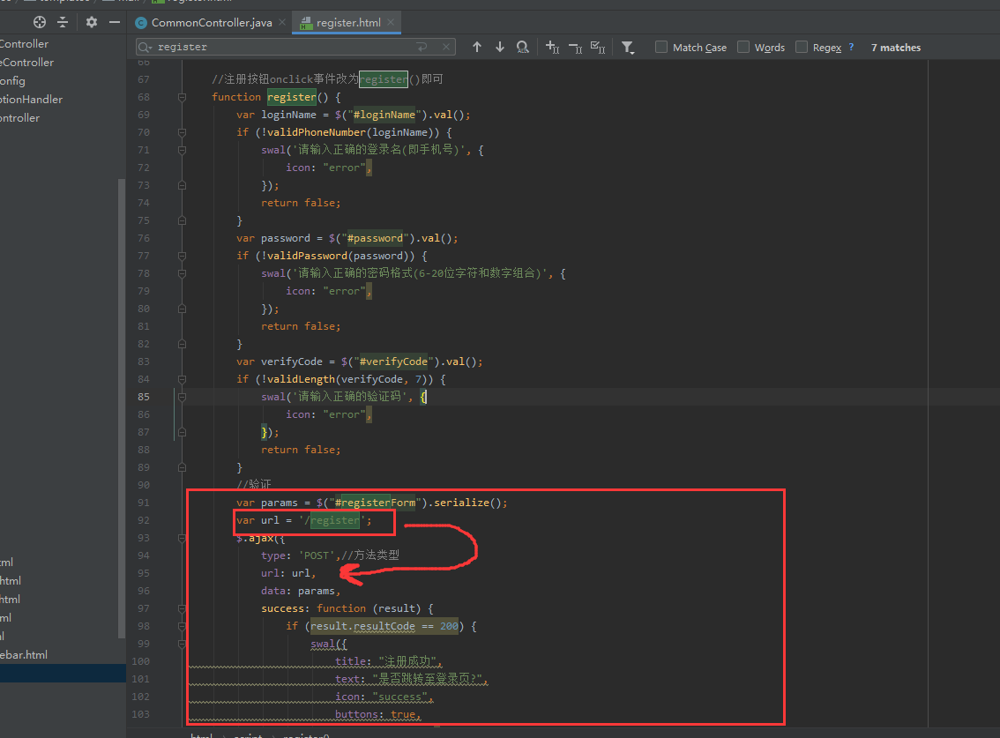 CommonController.java register.html
register Match Case Words Regex ? 7 matches
Controller
eController
onfig
otionHandler
ontroller
tml
html
html
ml
l
ebar.html
66
67 //注册按钮onclick事件改为register()即可
68 function register() {
69 var loginName = $("#loginName").val();
70 if (!validPhoneNumber(loginName)) {
71 swal('请输入正确的登录名(即手机号)', {
72 icon: "error",
73 });
74 return false;
75 }
76 var password = $("#password").val();
77 if (!validPassword(password)) {
78 swal('请输入正确的密码格式(6-20位字符和数字组合)', {
79 icon: "error",
80 });
81 return false;
82 }
83 var verifyCode = $("#verifyCode").val();
84 if (!validLength(verifyCode, 7)) {
85 swal('请输入正确的验证码', {
86 icon: "error",
87 });
88 return false;
89 }
90 //验证
91 var params = $("#registerForm").serialize();
92 var url = '/register';
93 $.ajax({
94 type: 'POST',//方法类型
95 url: url,
96 data: params,
97 success: function (result) {
98 if (result.resultCode == 200) {
99 swal({
100 title: "注册成功",
101 text: "是否跳转至登录页?",
102 icon: "success",
103 buttons: true,
html script register()